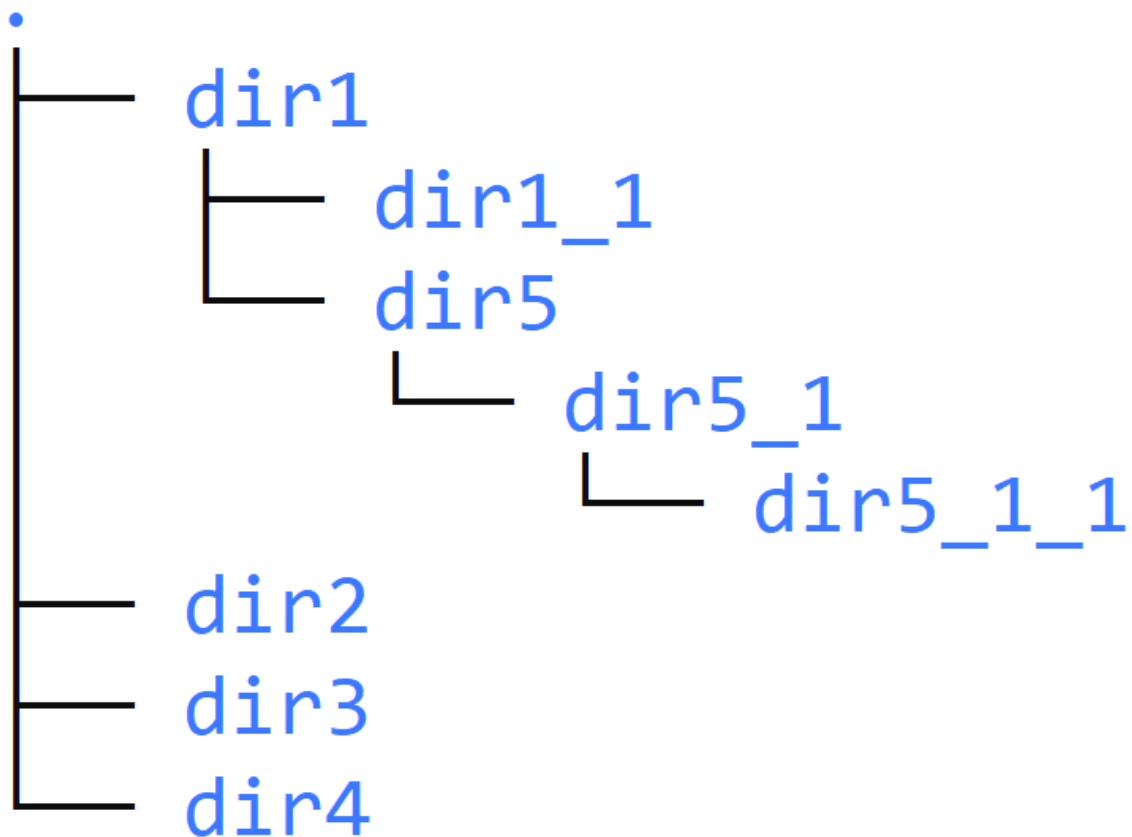 .
├── dir1
│   ├── dir1_1
│   └── dir5
│       └── dir5_1
│           └── dir5_1_1
├── dir2
├── dir3
└── dir4